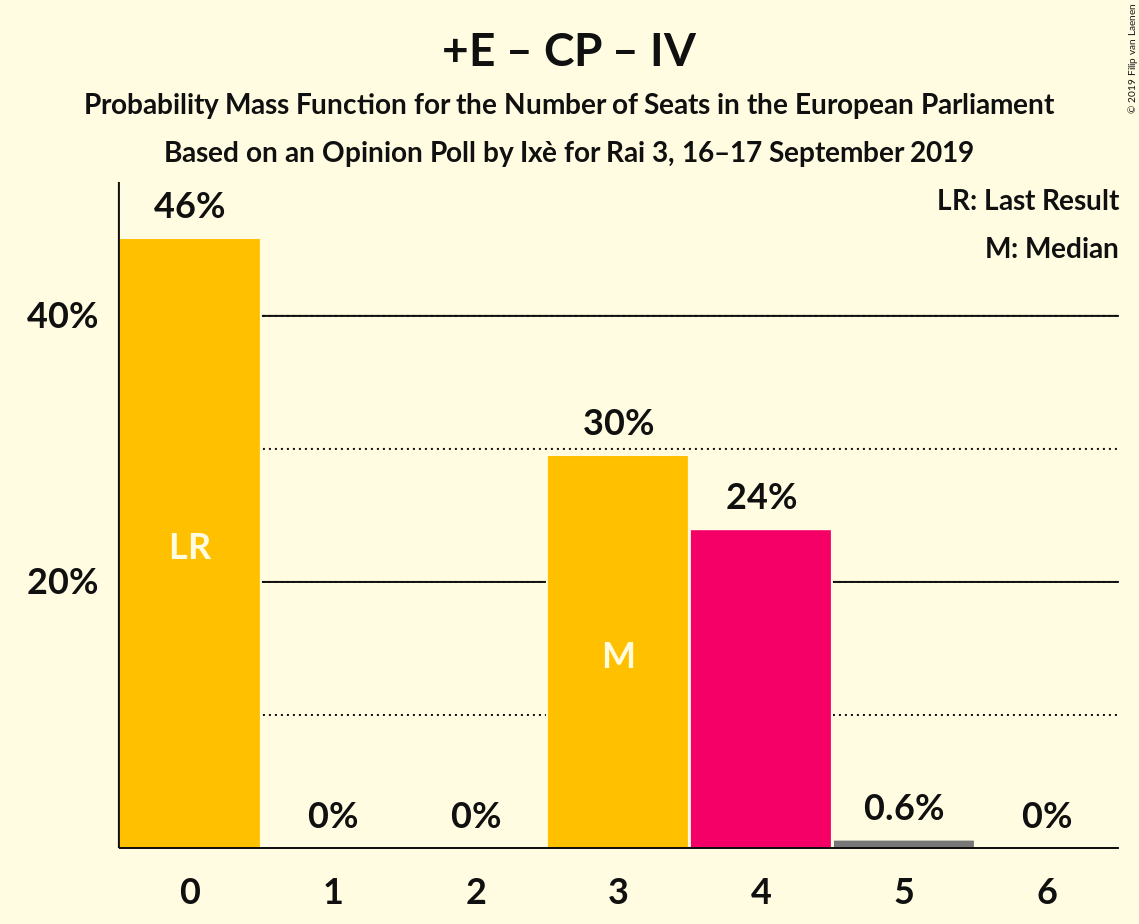 +E – CP – IV
Probability Mass Function for the Number of Seats in the European Parliament
Based on an Opinion Poll by Ixè for Rai 3, 16–17 September 2019
© 2019 Filip van Laenen
LR: Last Result
M: Median
46%
40%
30%
24%
LR
20%
M
0%
0%
0.6%
0%
0 1 2 3 4 5 6